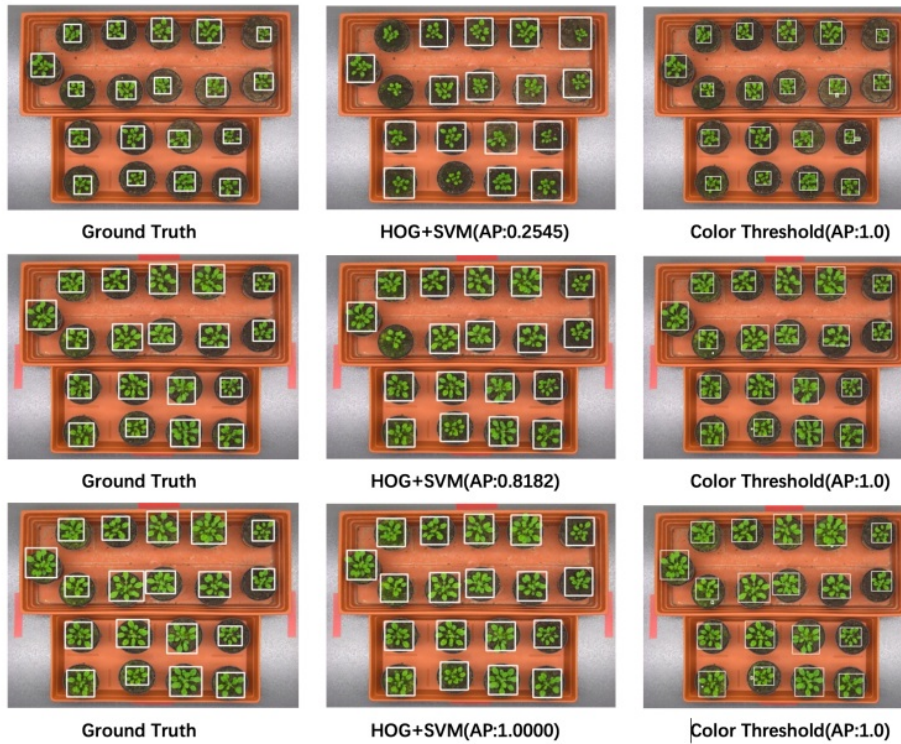 Ground Truth
HOG+SVM(AP:0.2545)
Color Threshold(AP:1.0)
Ground Truth
HOG+SVM(AP:0.8182)
Color Threshold(AP:1.0)
Ground Truth
HOG+SVM(AP:1.0000)
Color Threshold(AP:1.0)